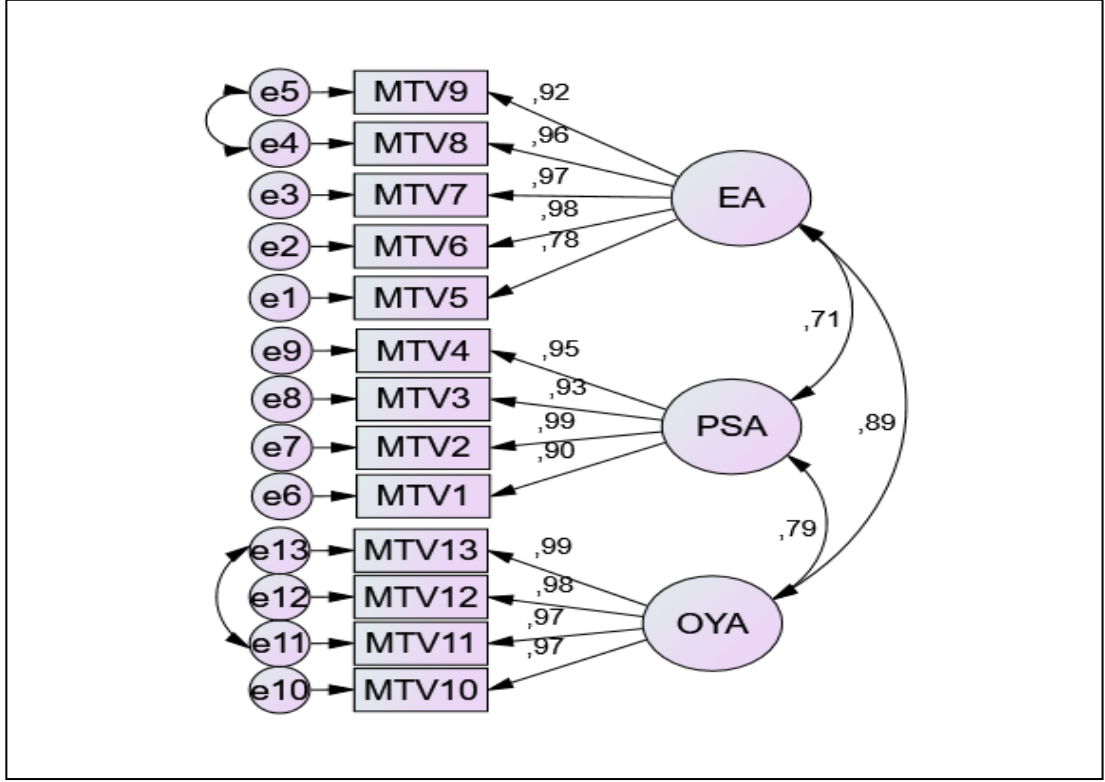 e5 MTV9 ,92
e4 MTV8 ,96
e3 MTV7 ,97
EA
e2 MTV6 ,98
e1 MTV5 ,78
,71
e9 MTV4 ,95
e8 MTV3 ,93
PSA
e7 MTV2 ,99
,89
e6 MTV1 ,90
,79
e13 MTV13 ,99
e12 MTV12 ,98
OYA
e11 MTV11 ,97
e10 MTV10 ,97